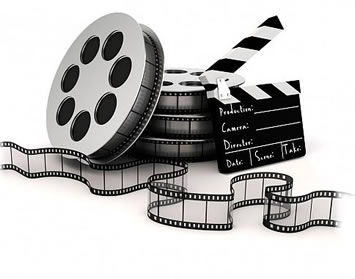 Production:
Camera:
Director:
Date: Scene: Take: